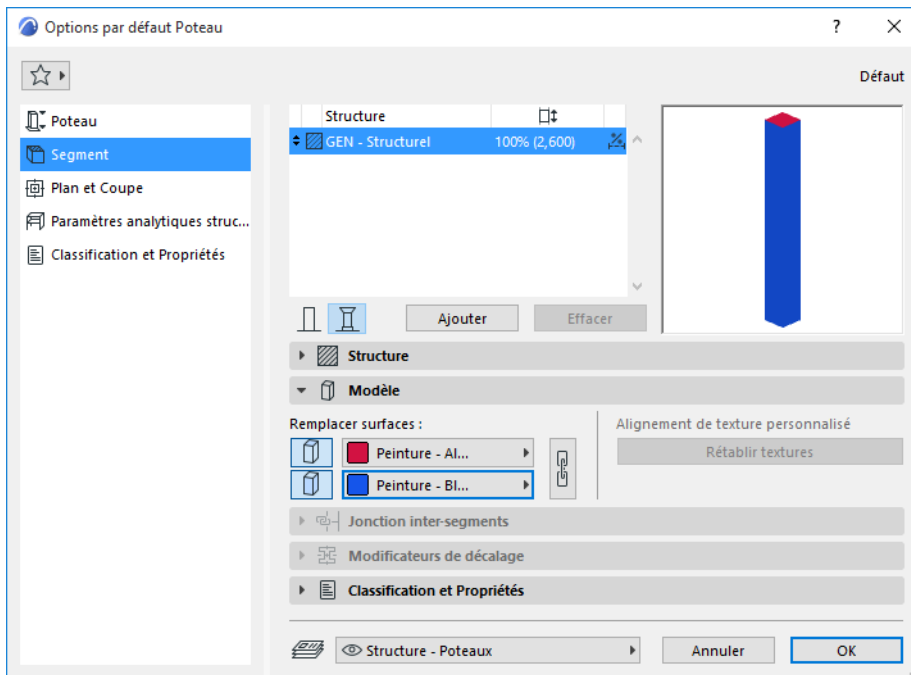 Options par défaut Poteau
?
Défaut
Poteau
Segment
Plan et Coupe
Paramètres analytiques struc...
Classification et Propriétés
Structure
GEN - Structurel 100% (2,600)
Ajouter Effacer
Structure
Modèle
Remplacer surfaces :
Alignement de texture personnalisé
Peinture - Al...
Rétablir textures
Peinture - Bl...
Jonction inter-segments
Modificateurs de décalage
Classification et Propriétés
Structure - Poteaux
Annuler
OK